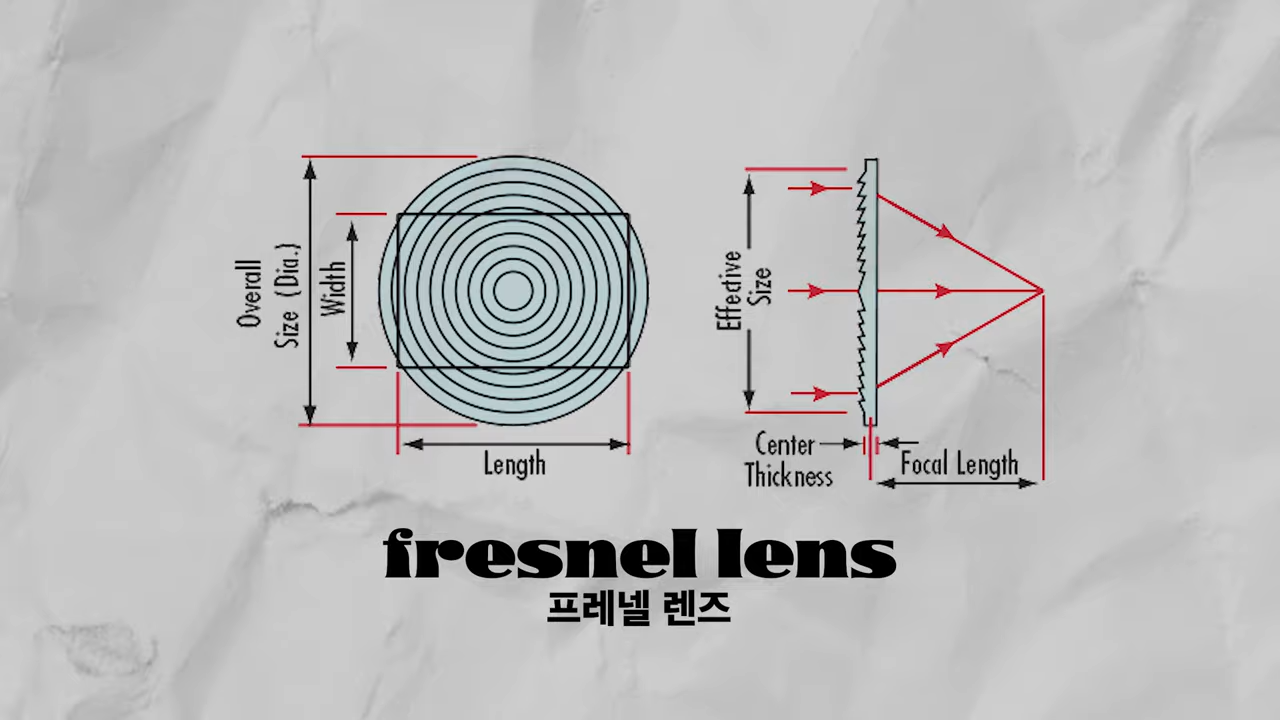 Overall
Size (Dia.)
Width
Length
Effective
Size
Center
Thickness
Focal Length
fresnel lens
프레넬 렌즈